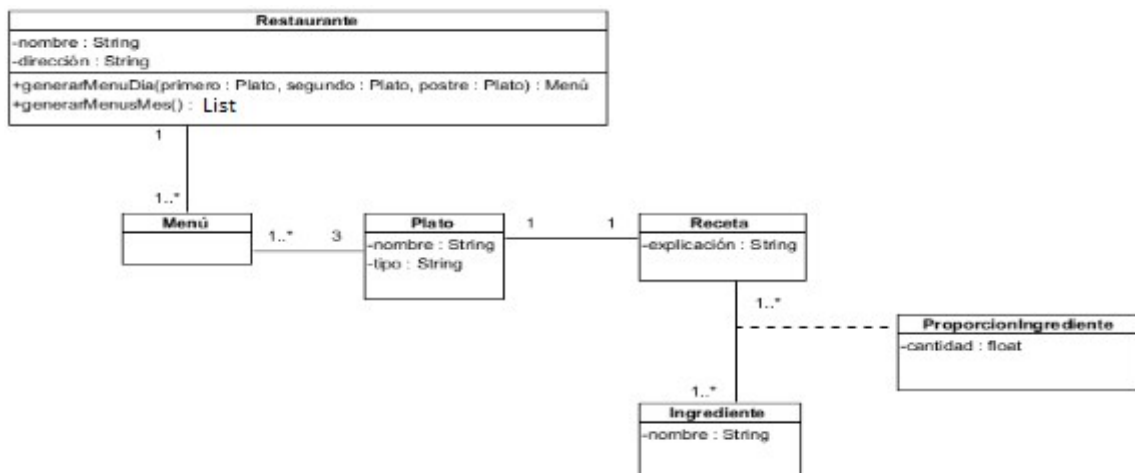 Restaurante
-nombre : String
-dirección : String
+generarMenuDia(primero : Plato, segundo : Plato, postre : Plato) : Menú
+generarMenusMes() : List
1
1..*
Menú
1..*
3
Plato
-nombre : String
-tipo : String
1
1
Receta
-explicación : String
1..*
ProporcionIngrediente
-cantidad : float
1..*
Ingrediente
-nombre : String